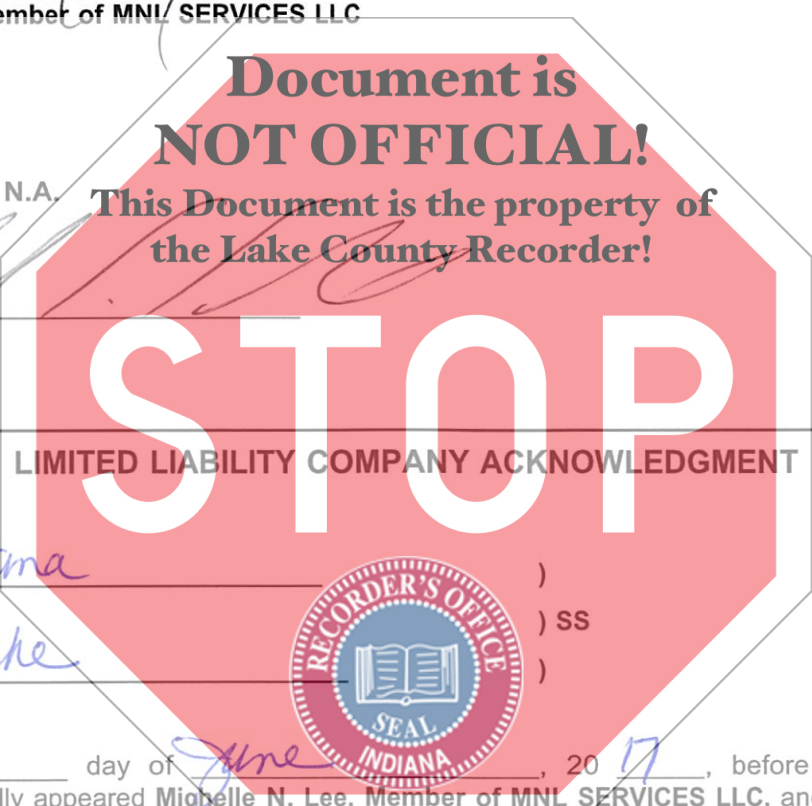 ember of MNL SERVICES LLC
Document is
NOT OFFICIAL!
N.A.
This Document is the property of
the Lake County Recorder!
STOP
LIMITED LIABILITY COMPANY ACKNOWLEDGMENT
ana )
) SS
ke )
RECORDER'S OFFICE
SEAL
INDIANA
day of June, 20 17, before
lly appeared Michelle N. Lee, Member of MNL SERVICES LLC, an